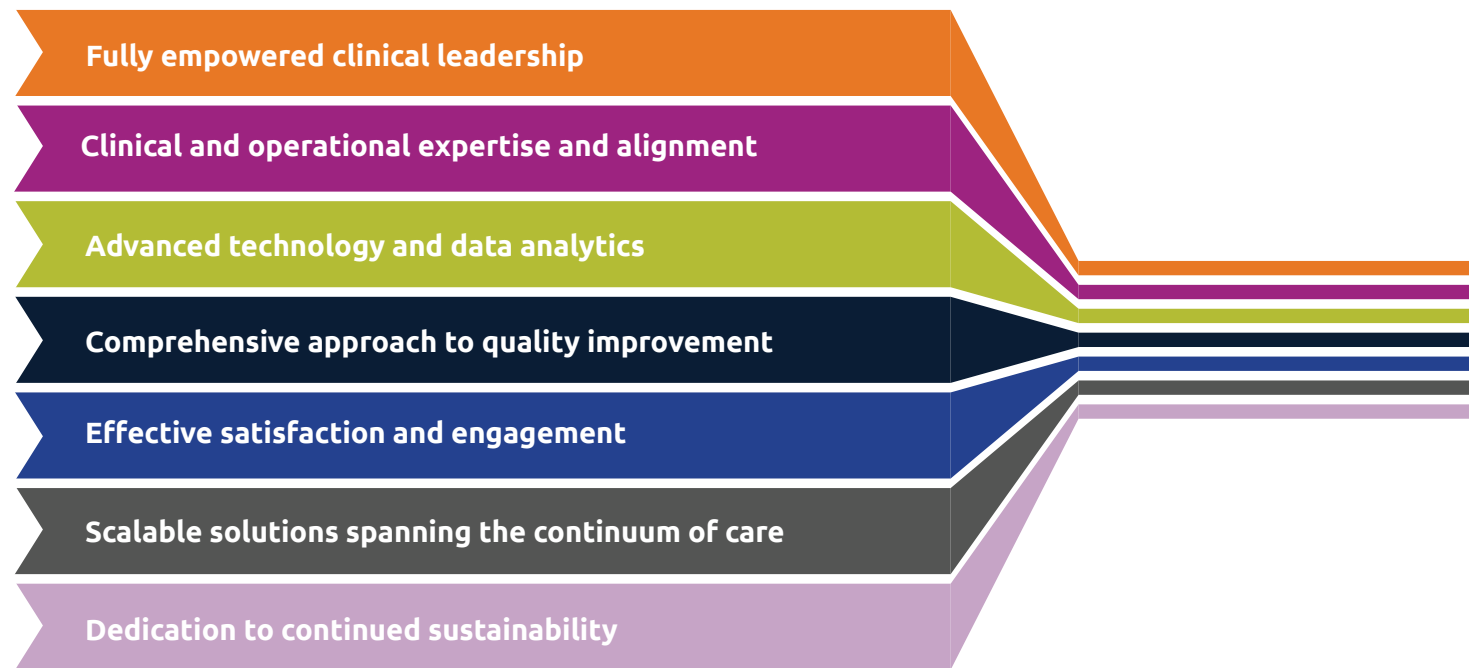 Fully empowered clinical leadership
Clinical and operational expertise and alignment
Advanced technology and data analytics
Comprehensive approach to quality improvement
Effective satisfaction and engagement
Scalable solutions spanning the continuum of care
Dedication to continued sustainability